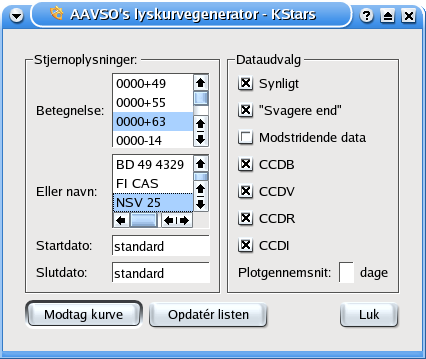 AAVSO's lyskurvegenerator - KStars
Stjernoplysninger:
Betegnelse:
0000+49
0000+55
0000+63
0000-14
Eller navn:
BD 49 4329
FI CAS
NSV 25
Startdato: standard
Slutdato: standard
Dataudvalg
Synligt
"Svagere end"
Modstridende data
CCDB
CCDV
CCDR
CCDI
Plotgennemsnit: dage
Modtag kurve Opdatér listen Luk